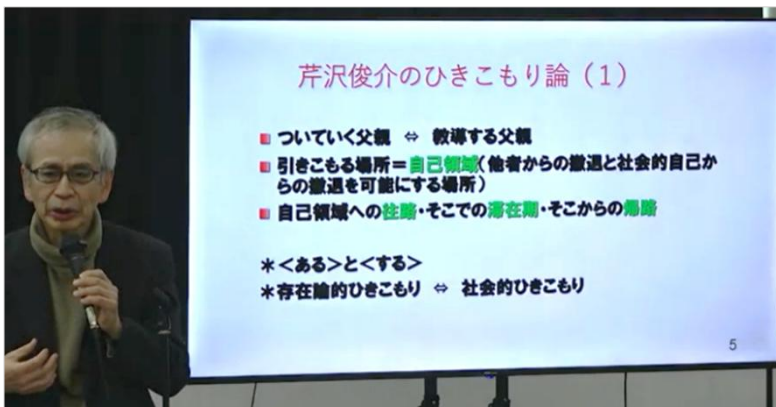 芹沢俊介のひきこもり論（１）
ついていく父親 ⇔ 教導する父親
引きこもる場所＝自己領域（他者からの撤退と社会的自己か
らの撤退を可能にする場所）
自己領域への往路・そこでの滞在期・そこからの帰路
＊＜ある＞と＜する＞
＊存在論的ひきこもり ⇔ 社会的ひきこもり
5